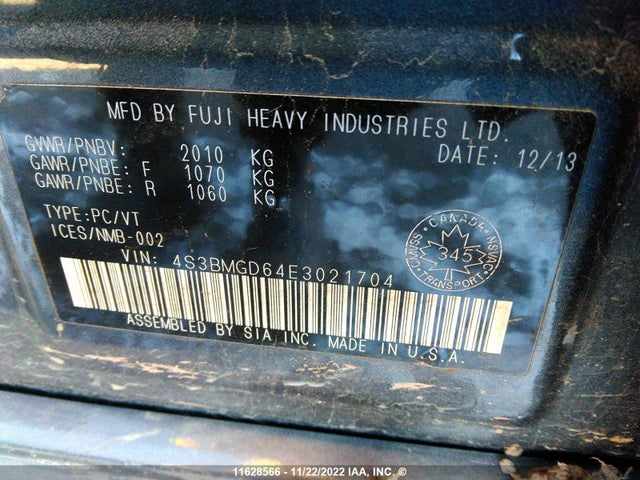 MFD BY FUJI HEAVY INDUSTRIES LTD.
GVWR/PNBV: 2010 KG DATE: 12/13
GAWR/PNBE: F 1070 KG
GAWR/PNBE: R 1060 KG
TYPE:PC/VT
ICES/NMB-002
CANADA
CMVSS NSVAC
345
TRANSPORT
VIN: 4S3BMGD64E3021704
ASSEMBLED BY SIA INC. MADE IN U.S.A.
11628566 - 11/22/2022 IAA, INC. ©